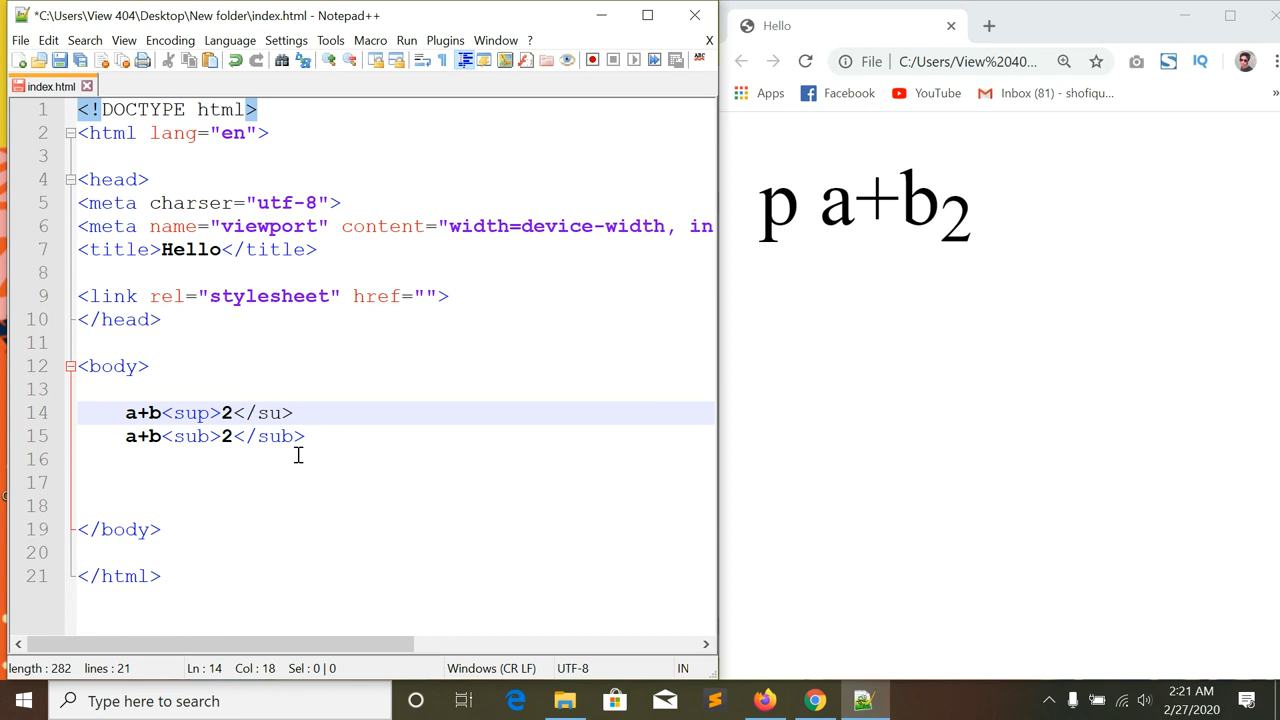 *C:\Users\View 404\Desktop\New folder\index.html - Notepad++
File Edit Search View Encoding Language Settings Tools Macro Run Plugins Window ? X
index.html
1 <!DOCTYPE html>
2 <html lang="en">
3
4 <head>
5 <meta charser="utf-8">
6 <meta name="viewport" content="width=device-width, in
7 <title>Hello</title>
8
9 <link rel="stylesheet" href="">
10 </head>
11
12 <body>
13
14 a+b<sup>2</su>
15 a+b<sub>2</sub>
16
17
18
19 </body>
20
21 </html>
length : 282 lines : 21 Ln : 14 Col : 18 Sel : 0 | 0 Windows (CR LF) UTF-8 IN
Hello
File C:/Users/View%2040... IQ
Apps Facebook YouTube Inbox (81) - shofiqu... »
p a+b2
Type here to search
2:21 AM
2/27/2020